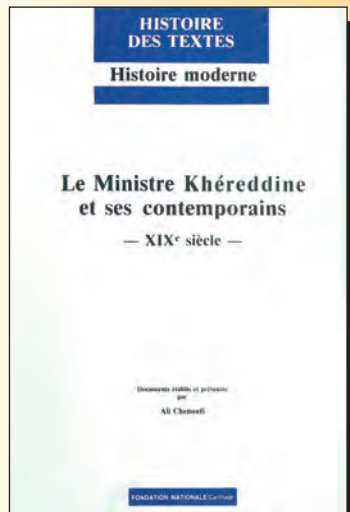 HISTOIRE
DES TEXTES
Histoire moderne
Le Ministre Khéreddine
et ses contemporains
— XIXe siècle —
Documents établis et présentés
par
Ali Chenoufi
FONDATION NATIONALE Carthage